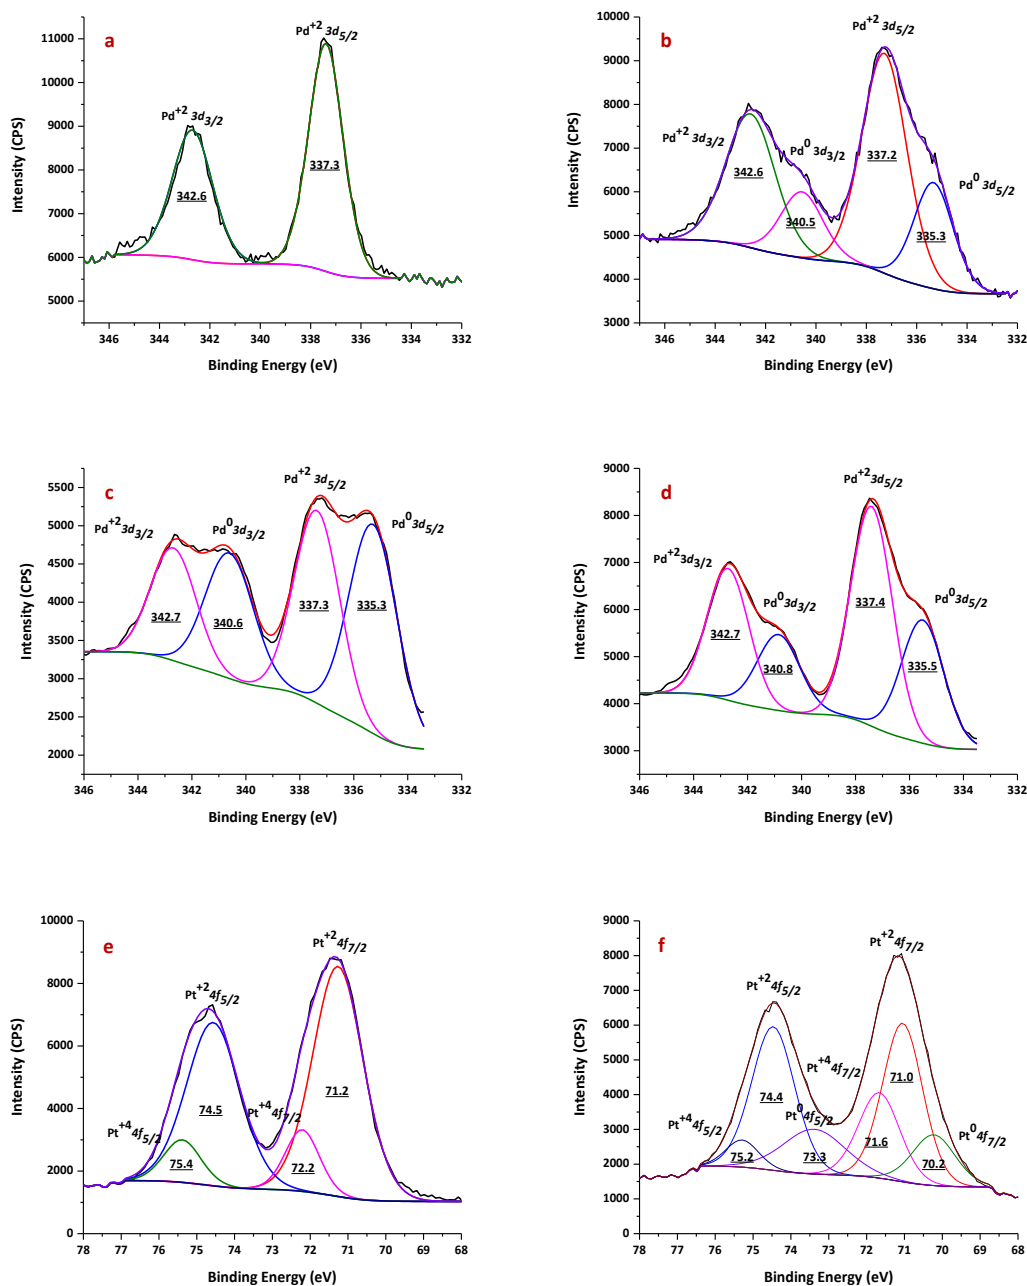 a
Pd+2 3d5/2
Pd+2 3d3/2
342.6
337.3
Intensity (CPS)
11000
10000
9000
8000
7000
6000
5000
346 344 342 340 338 336 334 332
Binding Energy (eV)
b
Pd+2 3d5/2
Pd+2 3d3/2
Pd0 3d3/2
Pd0 3d5/2
342.6
340.5
337.2
335.3
Intensity (CPS)
10000
9000
8000
7000
6000
5000
4000
3000
346 344 342 340 338 336 334 332
Binding Energy (eV)
c
Pd+2 3d5/2
Pd+2 3d3/2
Pd0 3d3/2
Pd0 3d5/2
342.7
340.6
337.3
335.3
Intensity (CPS)
5500
5000
4500
4000
3500
3000
2500
2000
346 344 342 340 338 336 334 332
Binding Energy (eV)
d
Pd+2 3d5/2
Pd+2 3d3/2
Pd0 3d3/2
Pd0 3d5/2
342.7
340.8
337.4
335.5
Intensity (CPS)
9000
8000
7000
6000
5000
4000
3000
346 344 342 340 338 336 334 332
Binding Energy (eV)
e
Pt+2 4f7/2
Pt+2 4f5/2
Pt+4 4f5/2
Pt+4 4f7/2
75.4
74.5
72.2
71.2
Intensity (CPS)
10000
8000
6000
4000
2000
0
78 77 76 75 74 73 72 71 70 69 68
Binding Energy (eV)
f
Pt+2 4f7/2
Pt+2 4f5/2
Pt+4 4f7/2
Pt+4 4f5/2
Pt0 4f5/2
Pt0 4f7/2
75.2
74.4
73.3
71.6
71.0
70.2
Intensity (CPS)
9000
8000
7000
6000
5000
4000
3000
2000
1000
0
78 77 76 75 74 73 72 71 70 69 68
Binding Energy (eV)